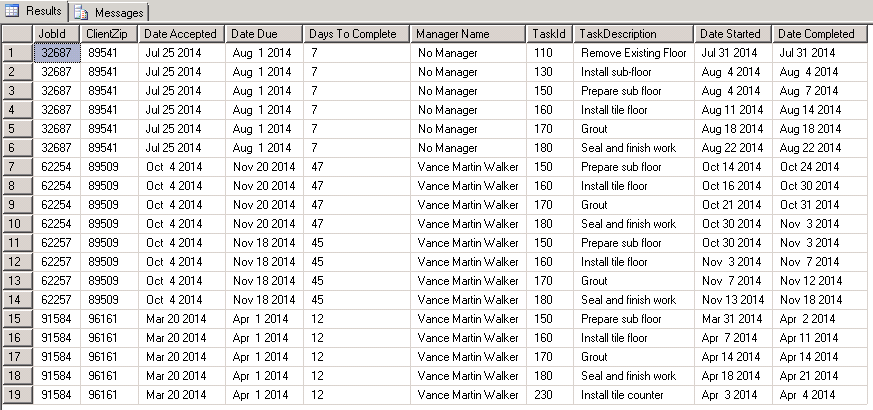 Results Messages
JobId ClientZip Date Accepted Date Due Days To Complete Manager Name TaskId TaskDescription Date Started Date Completed
1 32687 89541 Jul 25 2014 Aug 1 2014 7 No Manager 110 Remove Existing Floor Jul 31 2014 Jul 31 2014
2 32687 89541 Jul 25 2014 Aug 1 2014 7 No Manager 130 Install sub-floor Aug 4 2014 Aug 4 2014
3 32687 89541 Jul 25 2014 Aug 1 2014 7 No Manager 150 Prepare sub floor Aug 4 2014 Aug 7 2014
4 32687 89541 Jul 25 2014 Aug 1 2014 7 No Manager 160 Install tile floor Aug 11 2014 Aug 14 2014
5 32687 89541 Jul 25 2014 Aug 1 2014 7 No Manager 170 Grout Aug 18 2014 Aug 18 2014
6 32687 89541 Jul 25 2014 Aug 1 2014 7 No Manager 180 Seal and finish work Aug 22 2014 Aug 22 2014
7 62254 89509 Oct 4 2014 Nov 20 2014 47 Vance Martin Walker 150 Prepare sub floor Oct 14 2014 Oct 24 2014
8 62254 89509 Oct 4 2014 Nov 20 2014 47 Vance Martin Walker 160 Install tile floor Oct 16 2014 Oct 30 2014
9 62254 89509 Oct 4 2014 Nov 20 2014 47 Vance Martin Walker 170 Grout Oct 21 2014 Oct 31 2014
10 62254 89509 Oct 4 2014 Nov 20 2014 47 Vance Martin Walker 180 Seal and finish work Oct 30 2014 Nov 3 2014
11 62257 89509 Oct 4 2014 Nov 18 2014 45 Vance Martin Walker 150 Prepare sub floor Oct 30 2014 Nov 3 2014
12 62257 89509 Oct 4 2014 Nov 18 2014 45 Vance Martin Walker 160 Install tile floor Nov 3 2014 Nov 7 2014
13 62257 89509 Oct 4 2014 Nov 18 2014 45 Vance Martin Walker 170 Grout Nov 7 2014 Nov 12 2014
14 62257 89509 Oct 4 2014 Nov 18 2014 45 Vance Martin Walker 180 Seal and finish work Nov 13 2014 Nov 18 2014
15 91584 96161 Mar 20 2014 Apr 1 2014 12 Vance Martin Walker 150 Prepare sub floor Mar 31 2014 Apr 2 2014
16 91584 96161 Mar 20 2014 Apr 1 2014 12 Vance Martin Walker 160 Install tile floor Apr 7 2014 Apr 11 2014
17 91584 96161 Mar 20 2014 Apr 1 2014 12 Vance Martin Walker 170 Grout Apr 14 2014 Apr 14 2014
18 91584 96161 Mar 20 2014 Apr 1 2014 12 Vance Martin Walker 180 Seal and finish work Apr 18 2014 Apr 21 2014
19 91584 96161 Mar 20 2014 Apr 1 2014 12 Vance Martin Walker 230 Install tile counter Apr 3 2014 Apr 4 2014